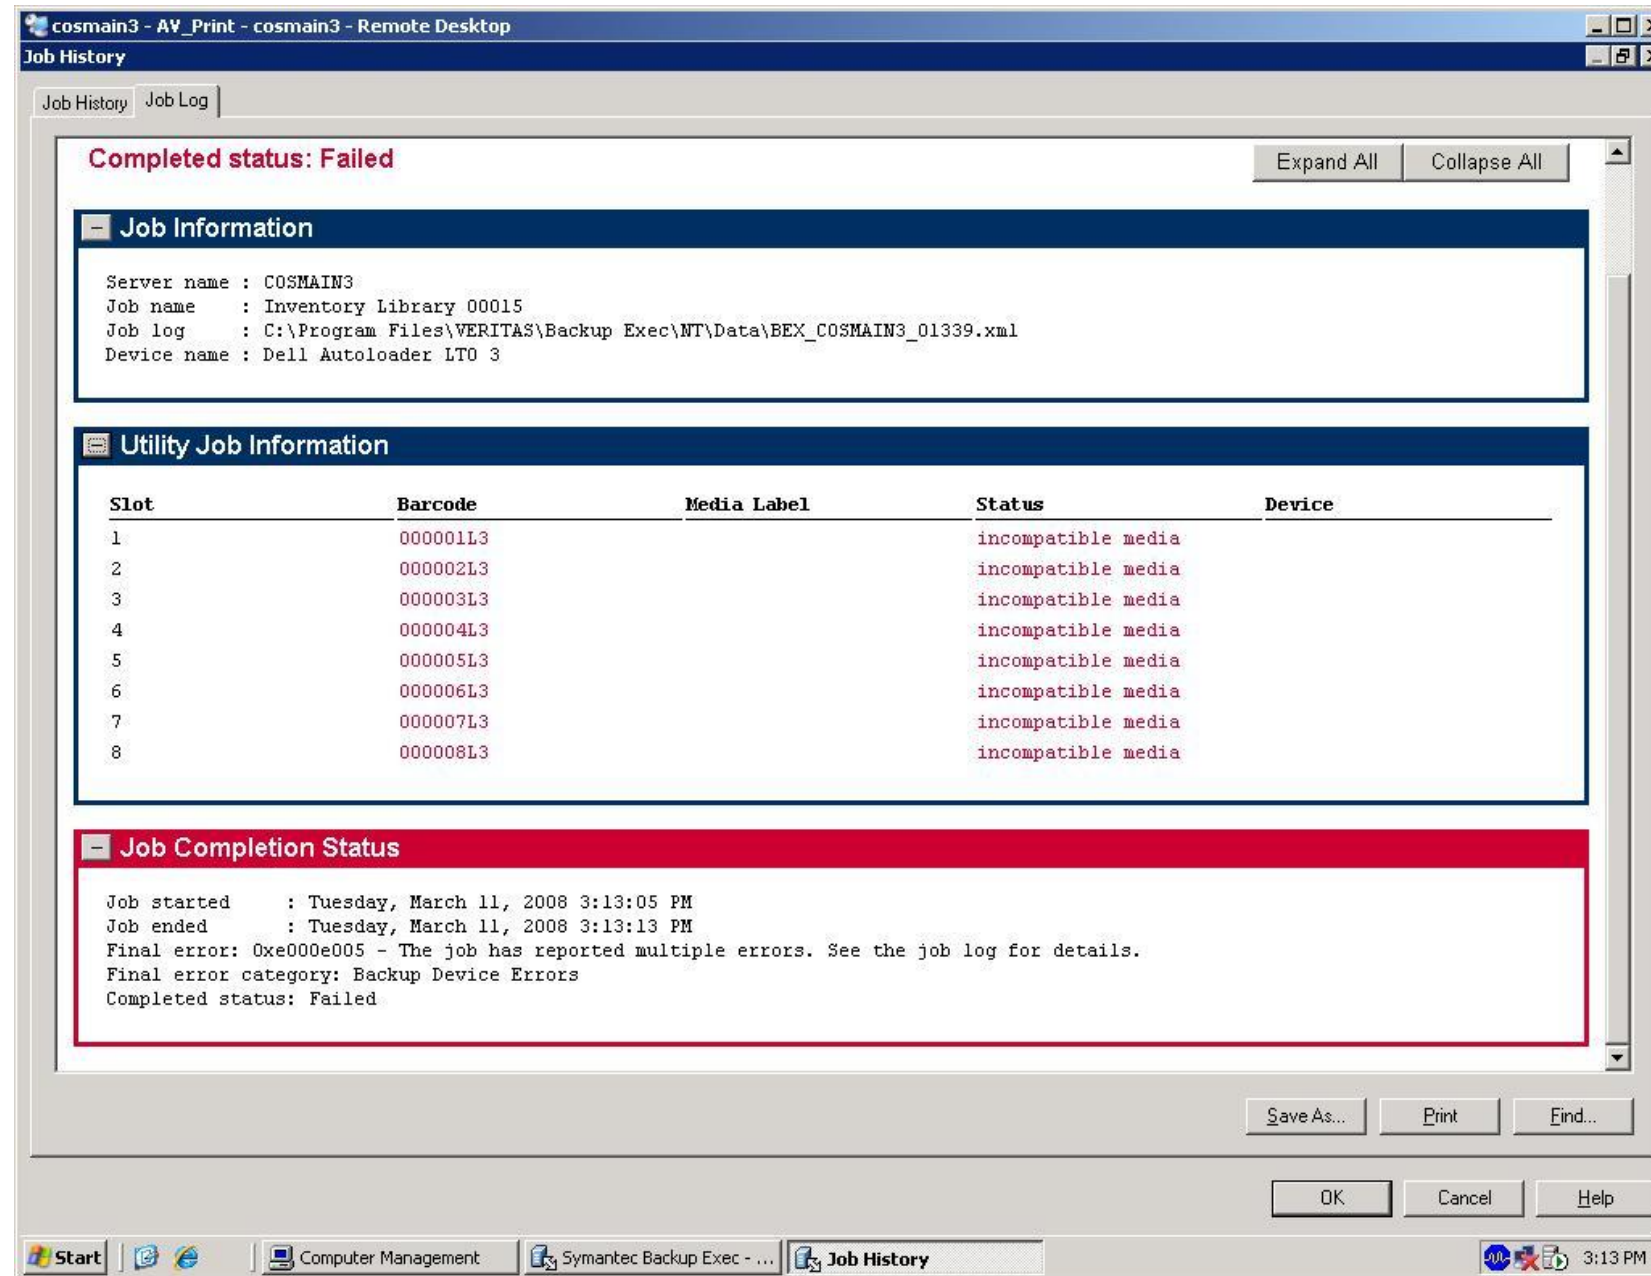 cosmain3 - AV_Print - cosmain3 - Remote Desktop
Job History
Job History Job Log
Completed status: Failed
Expand All Collapse All
Job Information
Server name : COSMAIN3
Job name : Inventory Library 00015
Job log : C:\Program Files\VERITAS\Backup Exec\NT\Data\BEX_COSMAIN3_01339.xml
Device name : Dell Autoloader LTO 3
Utility Job Information
Slot Barcode Media Label Status Device
1 000001L3 incompatible media
2 000002L3 incompatible media
3 000003L3 incompatible media
4 000004L3 incompatible media
5 000005L3 incompatible media
6 000006L3 incompatible media
7 000007L3 incompatible media
8 000008L3 incompatible media
Job Completion Status
Job started : Tuesday, March 11, 2008 3:13:05 PM
Job ended : Tuesday, March 11, 2008 3:13:13 PM
Final error: 0xe000e005 - The job has reported multiple errors. See the job log for details.
Final error category: Backup Device Errors
Completed status: Failed
Save As... Print Find...
OK Cancel Help
Start Computer Management Symantec Backup Exec - ... Job History 3:13 PM